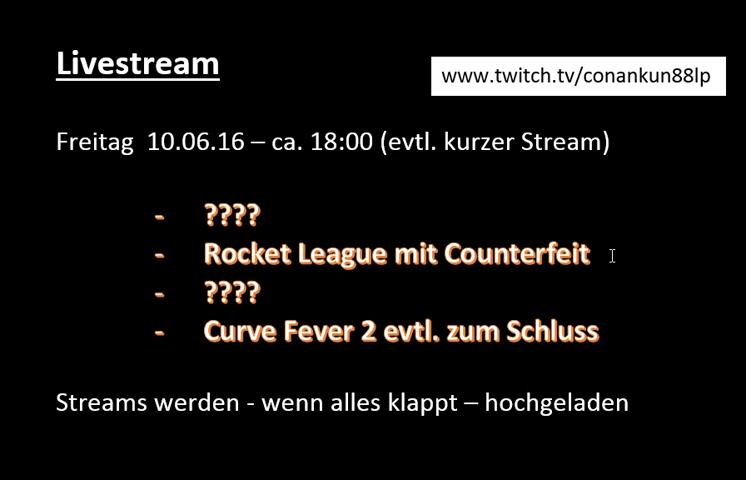 Livestream
www.twitch.tv/conankun88lp
Freitag 10.06.16 – ca. 18:00 (evtl. kurzer Stream)
- ????
- Rocket League mit Counterfeit
- ????
- Curve Fever 2 evtl. zum Schluss
Streams werden - wenn alles klappt – hochgeladen